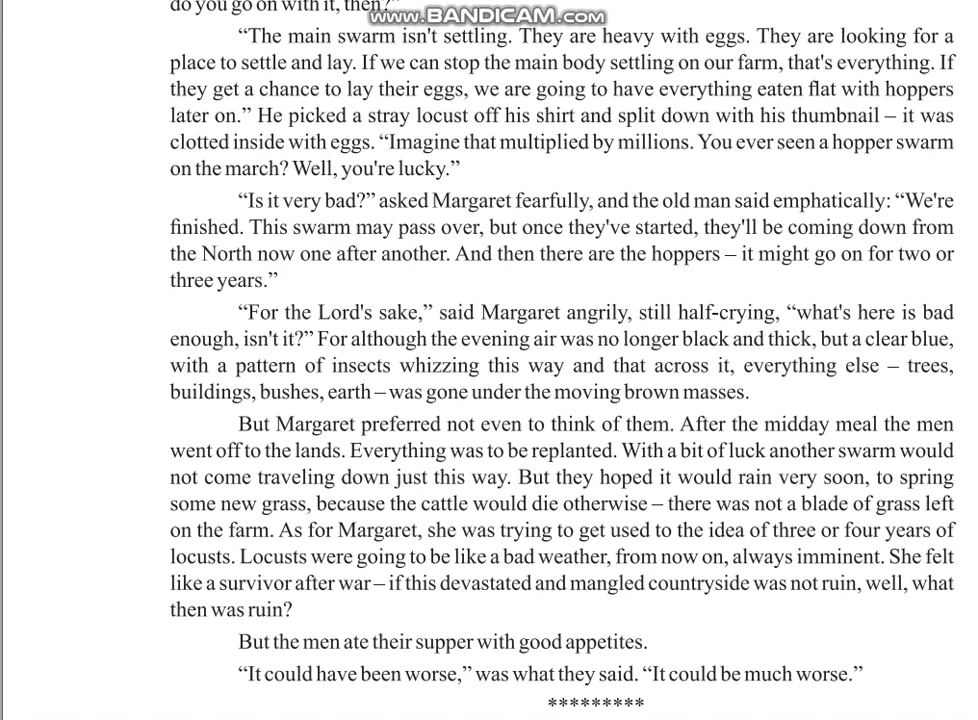 do you go on with it, then?”
www.BANDICAM.com
“The main swarm isn't settling. They are heavy with eggs. They are looking for a
place to settle and lay. If we can stop the main body settling on our farm, that's everything. If
they get a chance to lay their eggs, we are going to have everything eaten flat with hoppers
later on.” He picked a stray locust off his shirt and split down with his thumbnail – it was
clotted inside with eggs. “Imagine that multiplied by millions. You ever seen a hopper swarm
on the march? Well, you're lucky.”
“Is it very bad?” asked Margaret fearfully, and the old man said emphatically: “We're
finished. This swarm may pass over, but once they've started, they'll be coming down from
the North now one after another. And then there are the hoppers – it might go on for two or
three years.”
“For the Lord's sake,” said Margaret angrily, still half-crying, “what's here is bad
enough, isn't it?” For although the evening air was no longer black and thick, but a clear blue,
with a pattern of insects whizzing this way and that across it, everything else – trees,
buildings, bushes, earth – was gone under the moving brown masses.
But Margaret preferred not even to think of them. After the midday meal the men
went off to the lands. Everything was to be replanted. With a bit of luck another swarm would
not come traveling down just this way. But they hoped it would rain very soon, to spring
some new grass, because the cattle would die otherwise – there was not a blade of grass left
on the farm. As for Margaret, she was trying to get used to the idea of three or four years of
locusts. Locusts were going to be like a bad weather, from now on, always imminent. She felt
like a survivor after war – if this devastated and mangled countryside was not ruin, well, what
then was ruin?
But the men ate their supper with good appetites.
“It could have been worse,” was what they said. “It could be much worse.”
*********